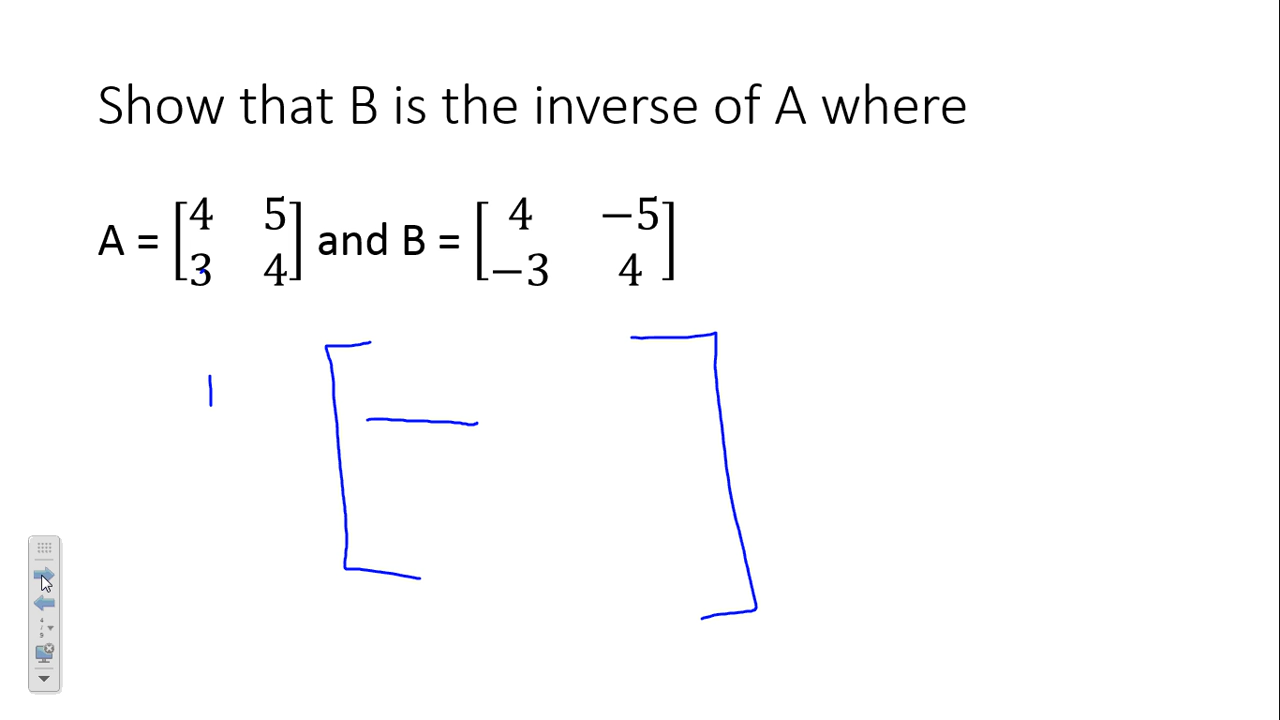 Show that B is the inverse of A where
A = [4 5 3 4] and B = [4 −5 −3 4]